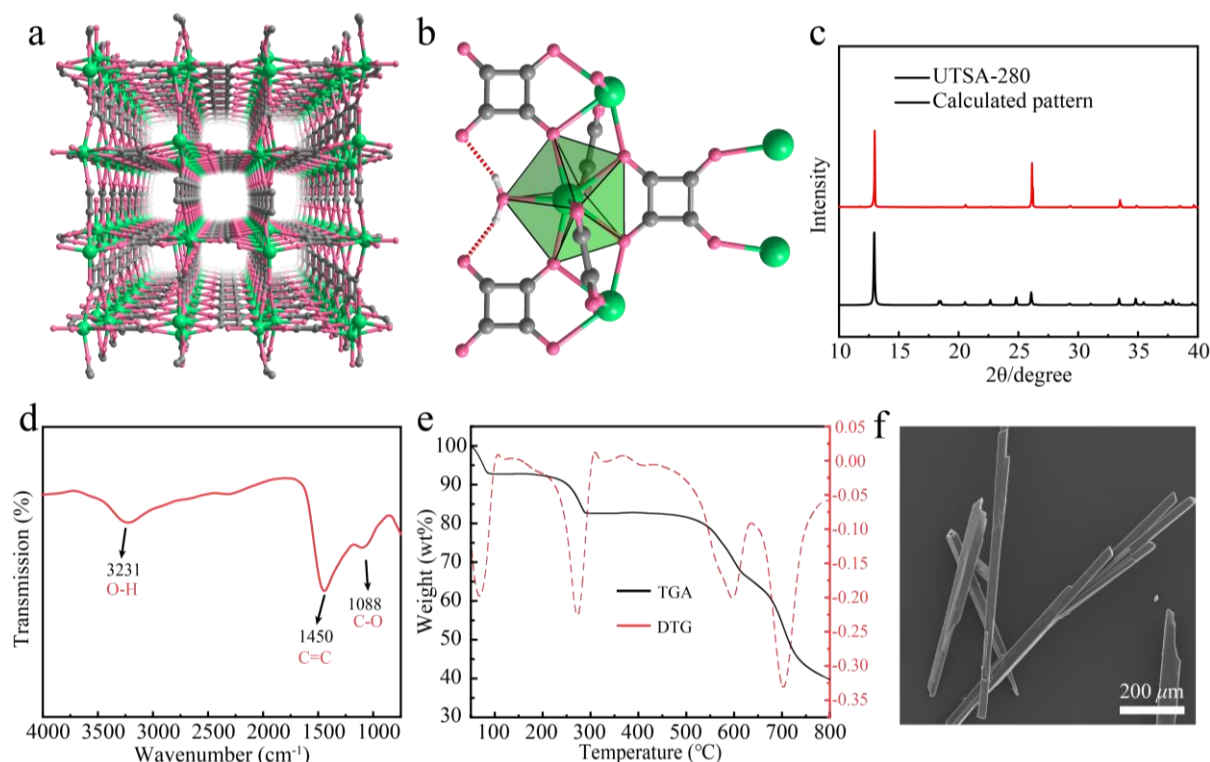 a
b
c
UTSA-280
Calculated pattern
Intensity
10 15 20 25 30 35 40
2θ/degree
d
Transmission (%)
3231
O-H
1450
C=C
1088
C-O
4000 3500 3000 2500 2000 1500 1000
Wavenumber (cm⁻¹)
e
100
90
80
70
60
50
40
30
Weight (wt%)
TGA
DTG
0.05
0.00
-0.05
-0.10
-0.15
-0.20
-0.25
-0.30
-0.35
100 200 300 400 500 600 700 800
Temperature (℃)
f
200 μm